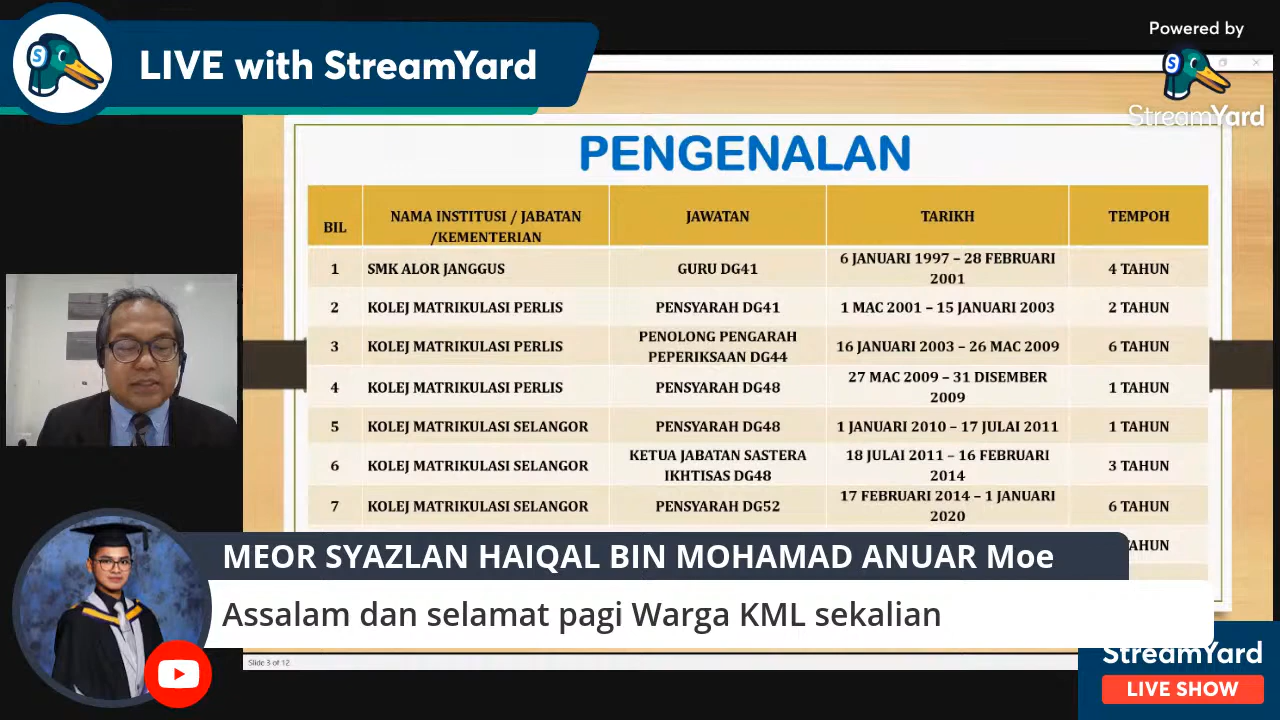 LIVE with StreamYard
Powered by
StreamYard
PENGENALAN
BIL
NAMA INSTITUSI / JABATAN
/KEMENTERIAN
JAWATAN
TARIKH
TEMPOH
1
SMK ALOR JANGGUS
GURU DG41
6 JANUARI 1997 – 28 FEBRUARI
2001
4 TAHUN
2
KOLEJ MATRIKULASI PERLIS
PENSYARAH DG41
1 MAC 2001 – 15 JANUARI 2003
2 TAHUN
3
KOLEJ MATRIKULASI PERLIS
PENOLONG PENGARAH
PEPERIKSAAN DG44
16 JANUARI 2003 – 26 MAC 2009
6 TAHUN
4
KOLEJ MATRIKULASI PERLIS
PENSYARAH DG48
27 MAC 2009 – 31 DISEMBER
2009
1 TAHUN
5
KOLEJ MATRIKULASI SELANGOR
PENSYARAH DG48
1 JANUARI 2010 – 17 JULAI 2011
1 TAHUN
6
KOLEJ MATRIKULASI SELANGOR
KETUA JABATAN SASTERA
IKHTISAS DG48
18 JULAI 2011 – 16 FEBRUARI
2014
3 TAHUN
7
KOLEJ MATRIKULASI SELANGOR
PENSYARAH DG52
17 FEBRUARI 2014 – 1 JANUARI
2020
6 TAHUN
TAHUN
MEOR SYAZLAN HAIQAL BIN MOHAMAD ANUAR Moe
Assalam dan selamat pagi Warga KML sekalian
Slide 3 of 12
StreamYard
LIVE SHOW